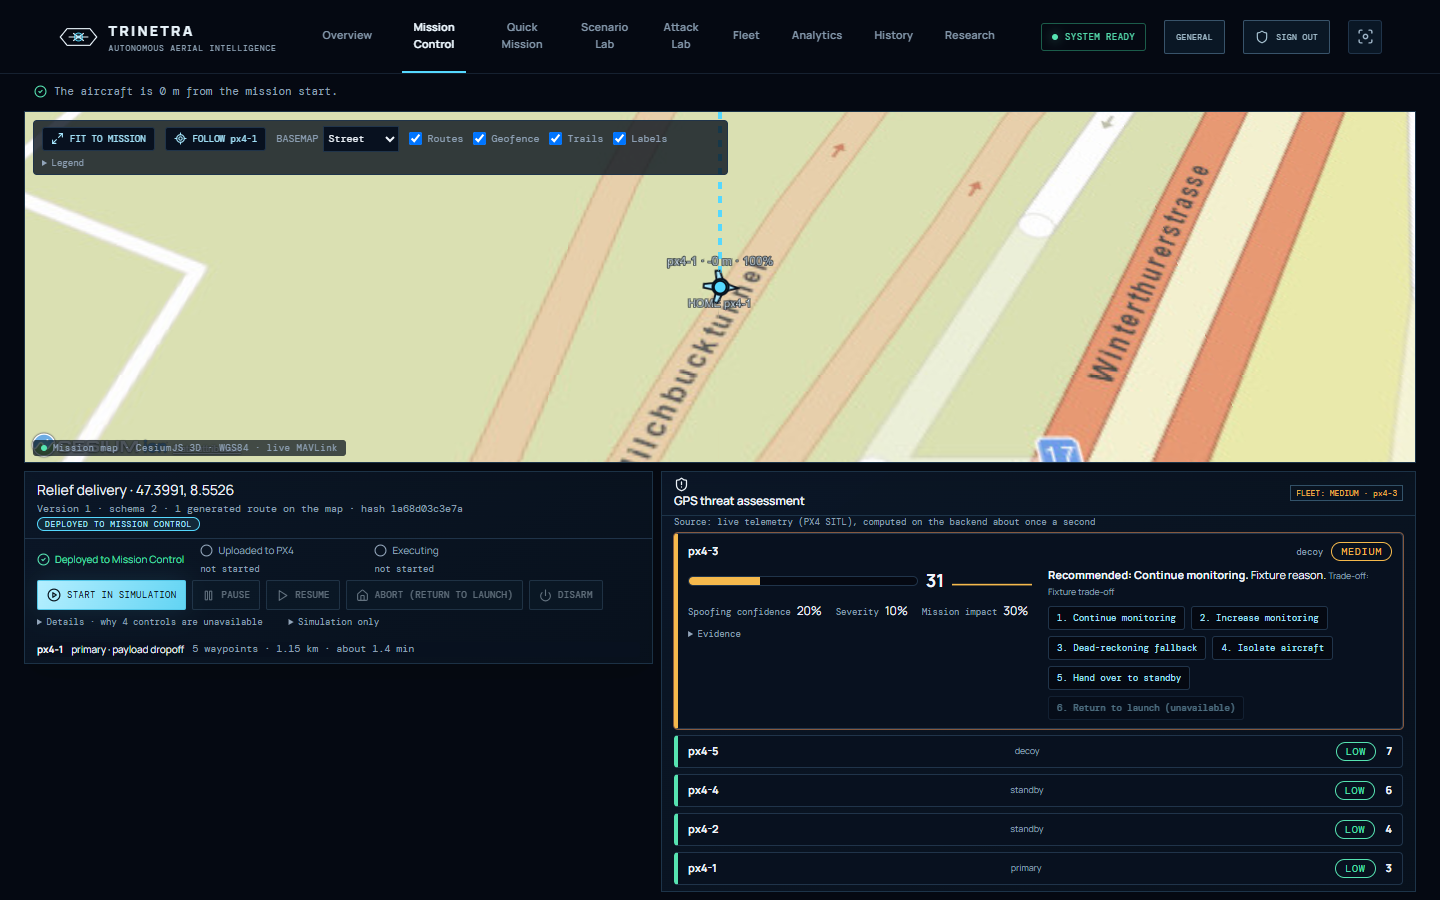 TRINETRA
AUTONOMOUS AERIAL INTELLIGENCE
Overview
Mission Control
Quick Mission
Scenario Lab
Attack Lab
Fleet
Analytics
History
Research
SYSTEM READY
GENERAL
SIGN OUT
The aircraft is 0 m from the mission start.
FIT TO MISSION
FOLLOW px4-1
BASEMAP
Street
Routes
Geofence
Trails
Labels
Legend
px4-1 · -0 m · 100%
HOME px4-1
Milchbucktunnel
Winterthurerstrasse
17
Mission map · CesiumJS 3D · WGS84 · live MAVLink
Relief delivery · 47.3991, 8.5526
Version 1 · schema 2 · 1 generated route on the map · hash 1a68d03c3e7a
DEPLOYED TO MISSION CONTROL
Deployed to Mission Control
Uploaded to PX4
not started
Executing
not started
START IN SIMULATION
PAUSE
RESUME
ABORT (RETURN TO LAUNCH)
DISARM
Details · why 4 controls are unavailable
Simulation only
px4-1 primary · payload dropoff 5 waypoints · 1.15 km · about 1.4 min
GPS threat assessment
FLEET: MEDIUM · px4-3
Source: live telemetry (PX4 SITL), computed on the backend about once a second
px4-3
decoy
MEDIUM
31
Spoofing confidence 20%
Severity 10%
Mission impact 30%
Evidence
Recommended: Continue monitoring. Fixture reason. Trade-off:
Fixture trade-off
1. Continue monitoring
2. Increase monitoring
3. Dead-reckoning fallback
4. Isolate aircraft
5. Hand over to standby
6. Return to launch (unavailable)
px4-5 decoy LOW 7
px4-4 standby LOW 6
px4-2 standby LOW 4
px4-1 primary LOW 3